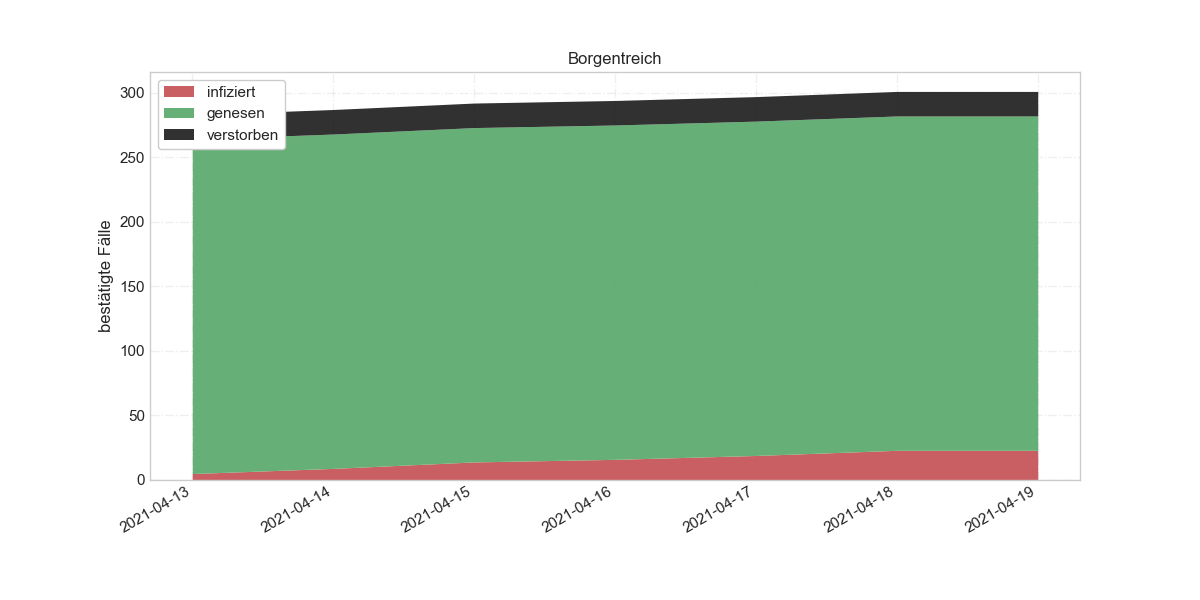 Borgentreich
infiziert
genesen
verstorben
bestätigte Fälle
300
250
200
150
100
50
0
2021-04-13
2021-04-14
2021-04-15
2021-04-16
2021-04-17
2021-04-18
2021-04-19